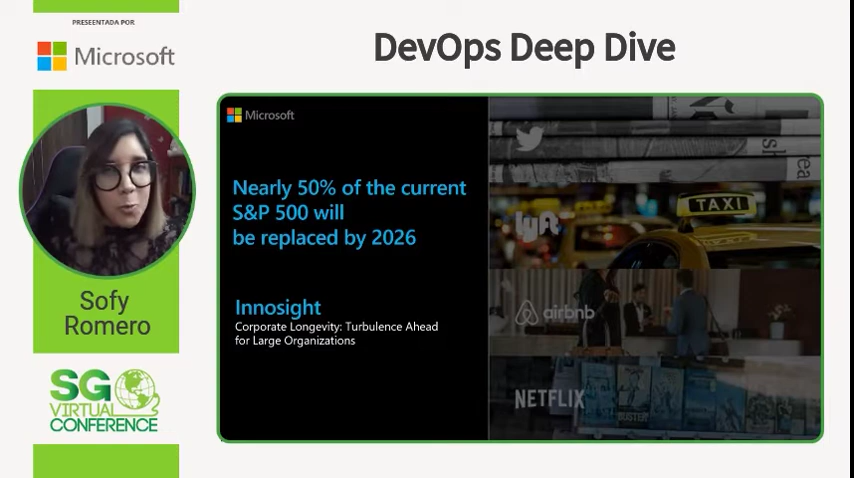 PRESEENTADA POR
Microsoft
DevOps Deep Dive
Microsoft
Nearly 50% of the current
S&P 500 will
be replaced by 2026
Innosight
Corporate Longevity: Turbulence Ahead
for Large Organizations
TAXI
lyft
airbnb
NETFLIX
Sofy
Romero
SG
VIRTUAL
CONFERENCE